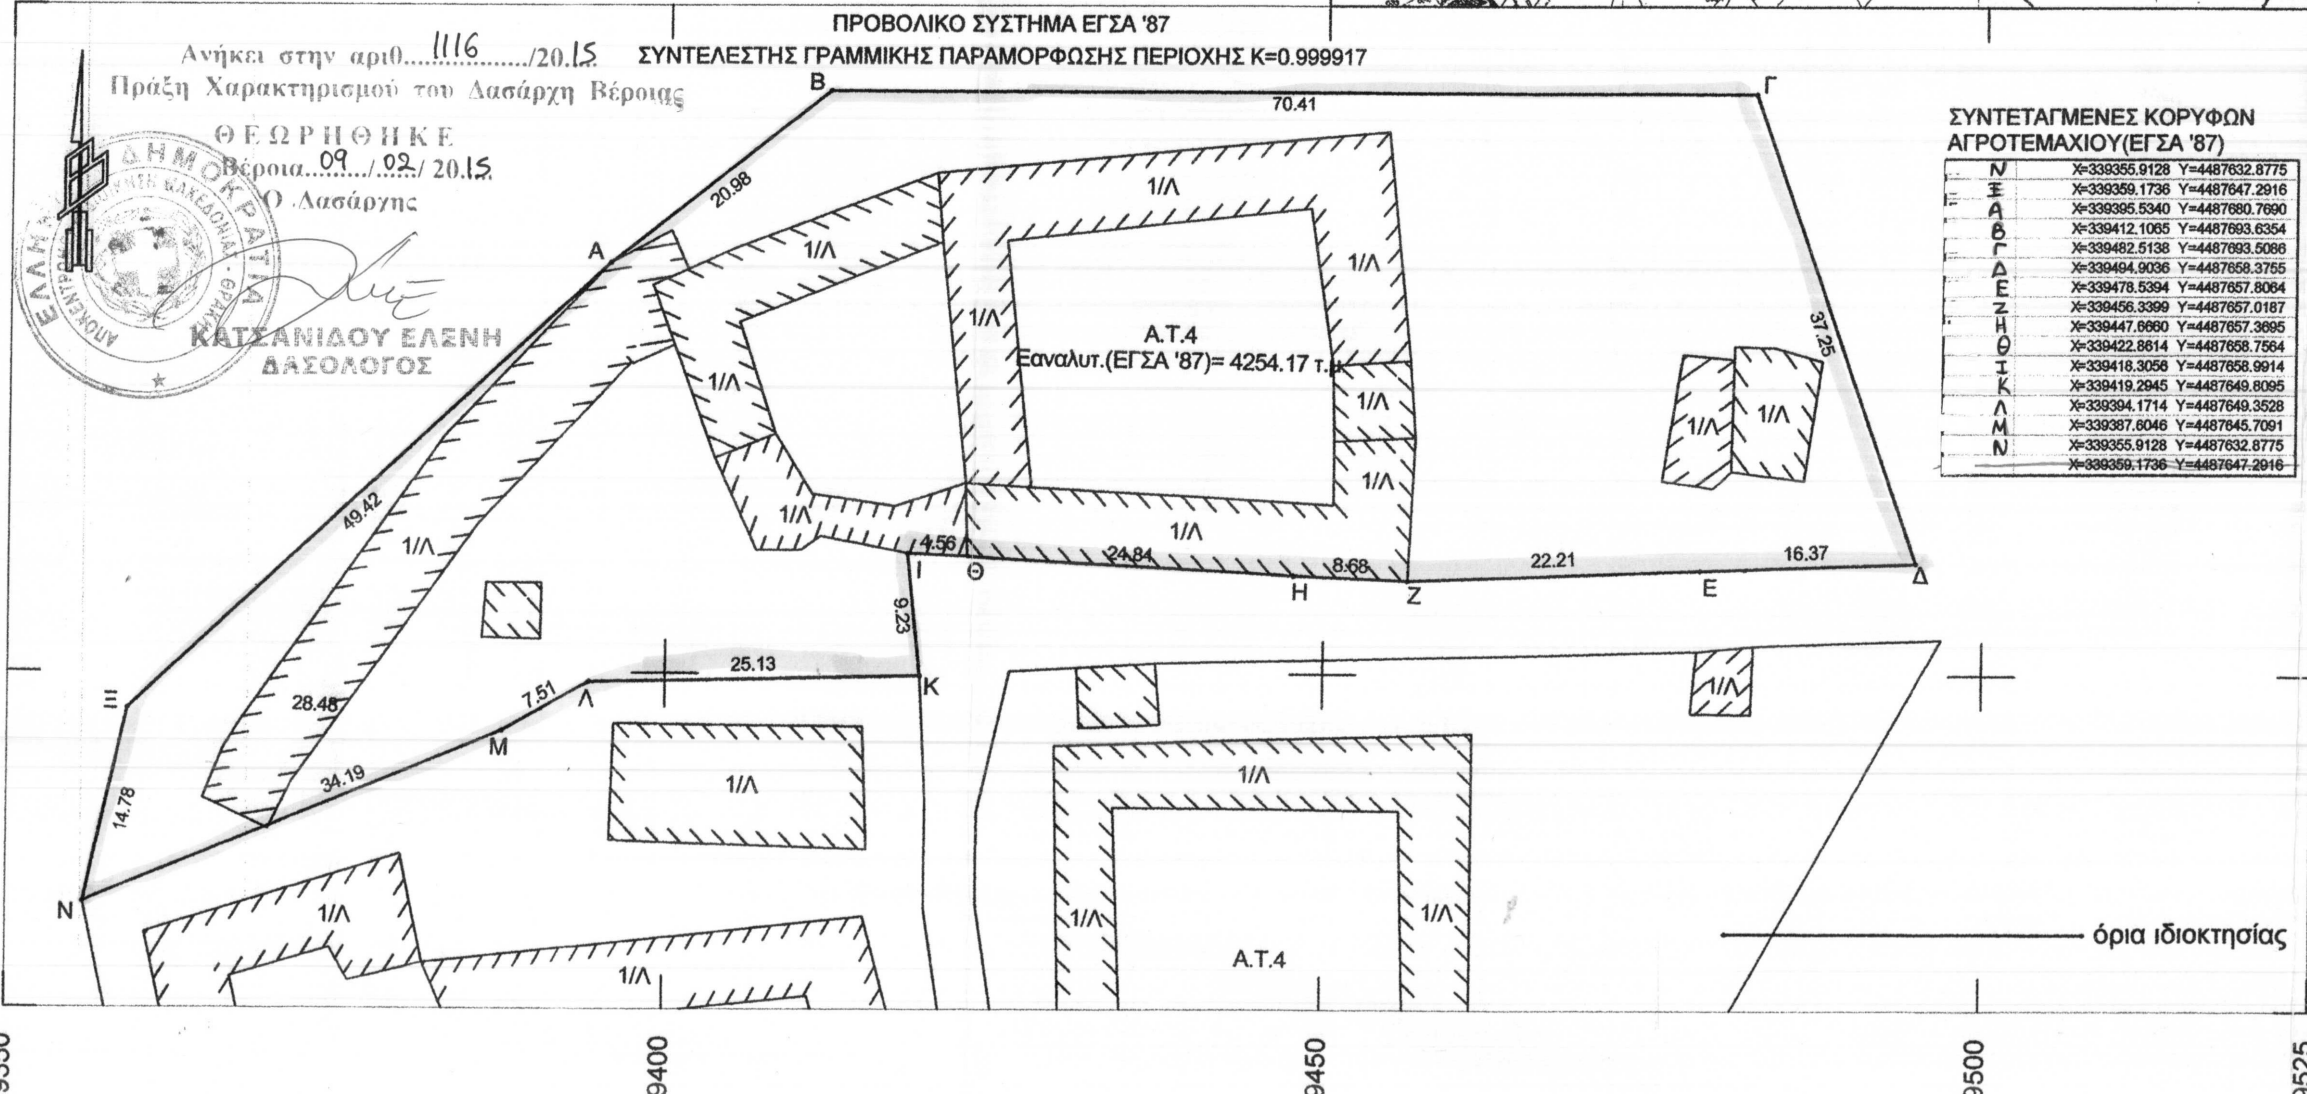 ΠΡΟΒΟΛΙΚΟ ΣΥΣΤΗΜΑ ΕΓΣΑ '87
ΣΥΝΤΕΛΕΣΤΗΣ ΓΡΑΜΜΙΚΗΣ ΠΑΡΑΜΟΡΦΩΣΗΣ ΠΕΡΙΟΧΗΣ Κ=0.999917
Ανήκει στην αριθ....1116..../20.15
Πράξη Χαρακτηρισμού του Δασάρχη Βέροιας
ΘΕΩΡΗΘΗΚΕ
Βέροια...09.../..02../ 20.15
Ο Δασάρχης
ΚΑΤΣΑΝΙΔΟΥ ΕΛΕΝΗ
ΔΑΣΟΛΟΓΟΣ
ΕΛΛΗΝΙΚΗ ΔΗΜΟΚΡΑΤΙΑ
ΣΥΝΤΕΤΑΓΜΕΝΕΣ ΚΟΡΥΦΩΝ
ΑΓΡΟΤΕΜΑΧΙΟΥ(ΕΓΣΑ '87)
Ν X=339355.9128 Y=4487632.8775
Ξ X=339359.1736 Y=4487647.2916
Α X=339395.5340 Y=4487680.7690
Β X=339412.1065 Y=4487693.6354
Γ X=339482.5138 Y=4487693.5086
Δ X=339494.9036 Y=4487658.3755
Ε X=339478.5394 Y=4487657.8064
Ζ X=339456.3399 Y=4487657.0187
Η X=339447.6660 Y=4487657.3695
Θ X=339422.8614 Y=4487658.7564
Ι X=339418.3056 Y=4487658.9914
Κ X=339419.2945 Y=4487649.8095
Λ X=339394.1714 Y=4487649.3528
Μ X=339387.6046 Y=4487645.7091
Ν X=339355.9128 Y=4487632.8775
X=339359.1736 Y=4487647.2916
Β
Γ
70.41
20.98
Α
1/Λ
1/Λ
1/Λ
1/Λ
Α.Τ.4
Εαναλυτ.(ΕΓΣΑ '87)= 4254.17 τ.μ
37.25
1/Λ
1/Λ
1/Λ
1/Λ
1/Λ
49.42
1/Λ
1/Λ
1/Λ
4.56
24.84
8.68
22.21
16.37
Ι
Θ
Η
Ζ
Ε
Δ
9.23
25.13
Κ
Ξ
28.48
7.51
Λ
Μ
1/Λ
34.19
14.78
1/Λ
1/Λ
Ν
1/Λ
1/Λ
1/Λ
1/Λ
Α.Τ.4
όρια ιδιοκτησίας
9400
9450
9500
9525